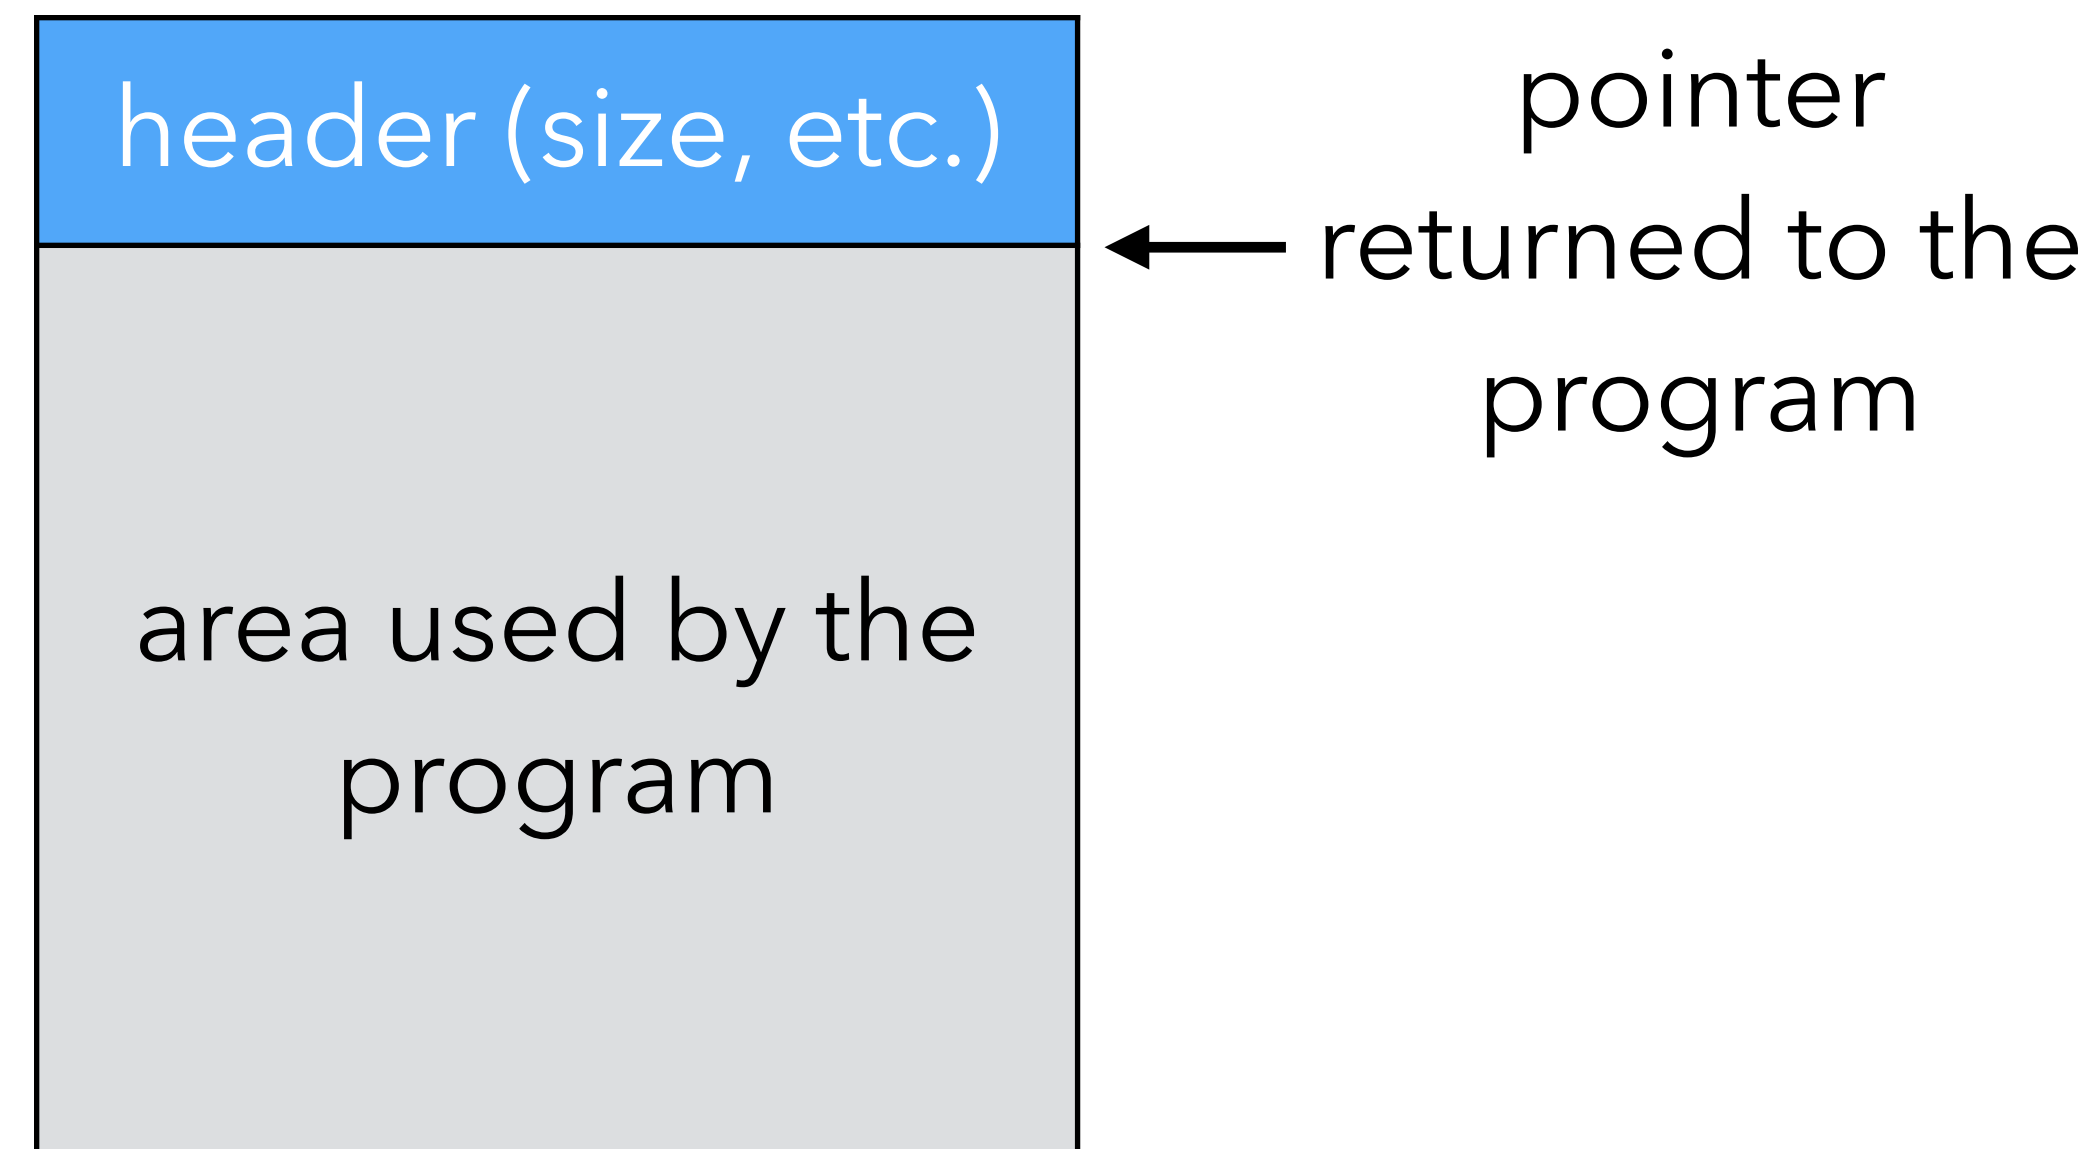 header (size, etc.)
pointer
returned to the
program
area used by the
program